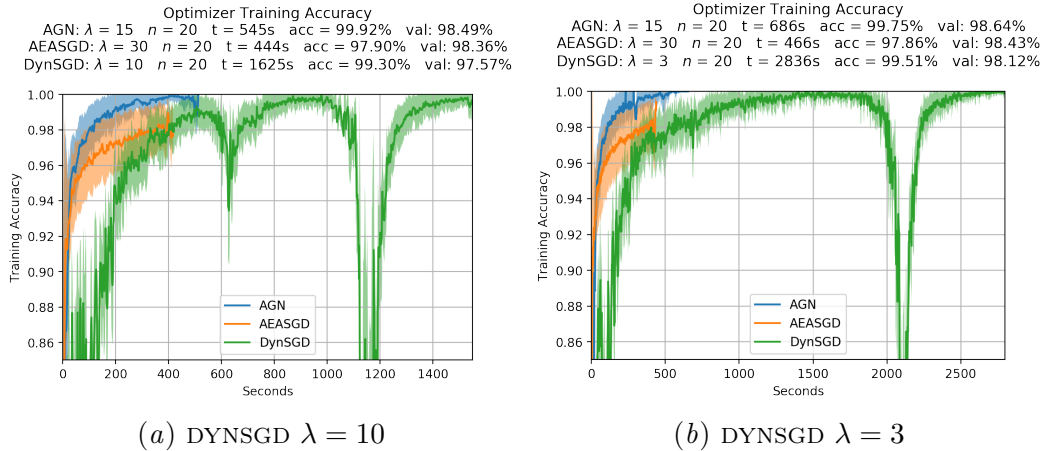 Optimizer Training Accuracy
AGN: λ = 15 n = 20 t = 545s acc = 99.92% val: 98.49%
AEASGD: λ = 30 n = 20 t = 444s acc = 97.90% val: 98.36%
DynSGD: λ = 10 n = 20 t = 1625s acc = 99.30% val: 97.57%
Training Accuracy
1.00
0.98
0.96
0.94
0.92
0.90
0.88
0.86
AGN
AEASGD
DynSGD
0 200 400 600 800 1000 1200 1400
Seconds
(a) DYNSGD λ = 10
Optimizer Training Accuracy
AGN: λ = 15 n = 20 t = 686s acc = 99.75% val: 98.64%
AEASGD: λ = 30 n = 20 t = 466s acc = 97.86% val: 98.43%
DynSGD: λ = 3 n = 20 t = 2836s acc = 99.51% val: 98.12%
Training Accuracy
1.00
0.98
0.96
0.94
0.92
0.90
0.88
0.86
AGN
AEASGD
DynSGD
0 500 1000 1500 2000 2500
Seconds
(b) DYNSGD λ = 3